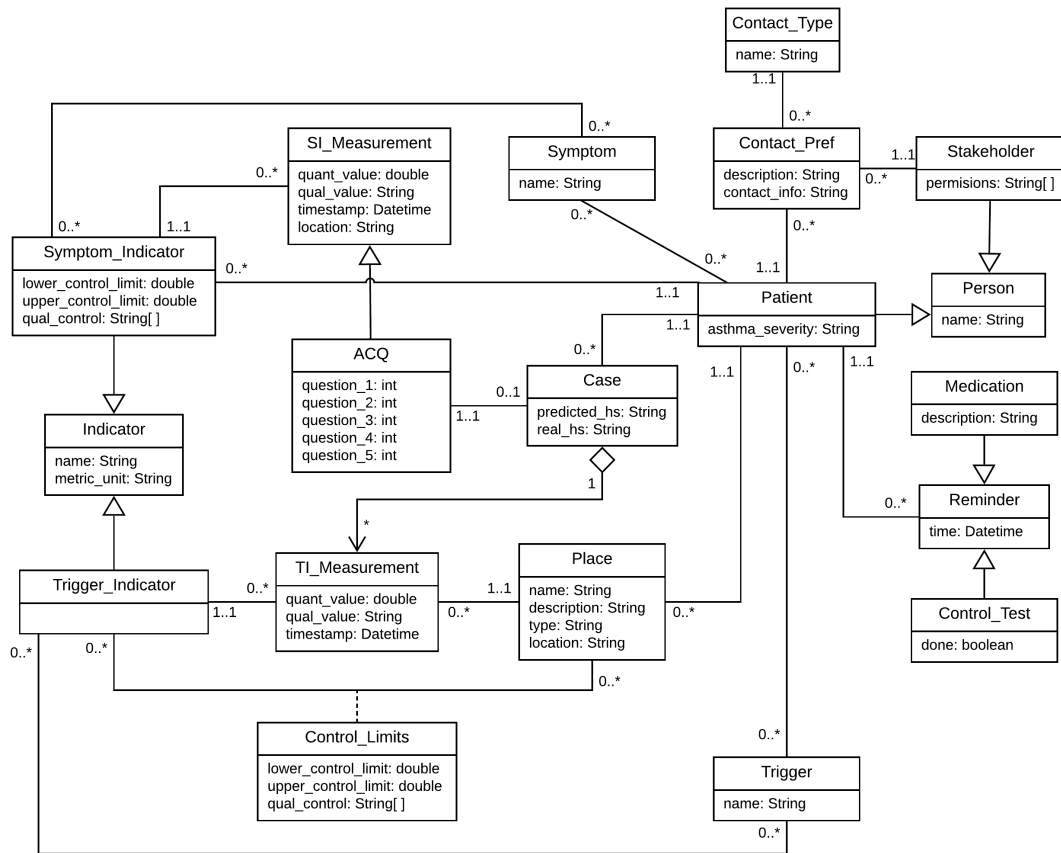 Contact_Type
name: String
1..1
0..*
0..*
Symptom
name: String
0..*
SI_Measurement
quant_value: double
qual_value: String
timestamp: Datetime
location: String
0..*
Contact_Pref
description: String
contact_info: String
0..*
1..1
0..*
Stakeholder
permisions: String[ ]
0..*
1..1
Symptom_Indicator
lower_control_limit: double
upper_control_limit: double
qual_control: String[ ]
0..*
0..*
1..1
1..1
Patient
asthma_severity: String
1..1
Person
name: String
ACQ
question_1: int
question_2: int
question_3: int
question_4: int
question_5: int
0..1
1..1
0..*
Case
predicted_hs: String
real_hs: String
1
*
1..1
0..*
1..1
Medication
description: String
Indicator
name: String
metric_unit: String
0..*
Reminder
time: Datetime
Trigger_Indicator
0..*
1..1
TI_Measurement
quant_value: double
qual_value: String
timestamp: Datetime
1..1
0..*
Place
name: String
description: String
type: String
location: String
0..*
Control_Test
done: boolean
0..*
0..*
0..*
Control_Limits
lower_control_limit: double
upper_control_limit: double
qual_control: String[ ]
0..*
Trigger
name: String
0..*